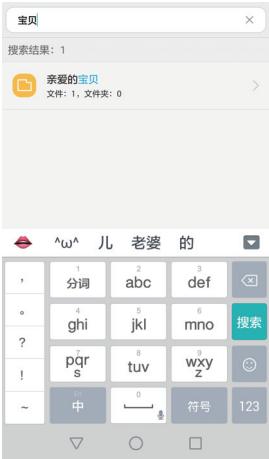 宝贝
搜索结果：1
亲爱的宝贝
文件：1，文件夹：0
^ω^ 儿 老婆 的
， 1 分词 2 abc 3 def
。 4 ghi 5 jkl 6 mno 搜索
? 7 pqrs 8 tuv 9 wxyz
!
~ En 中 0 符号 123